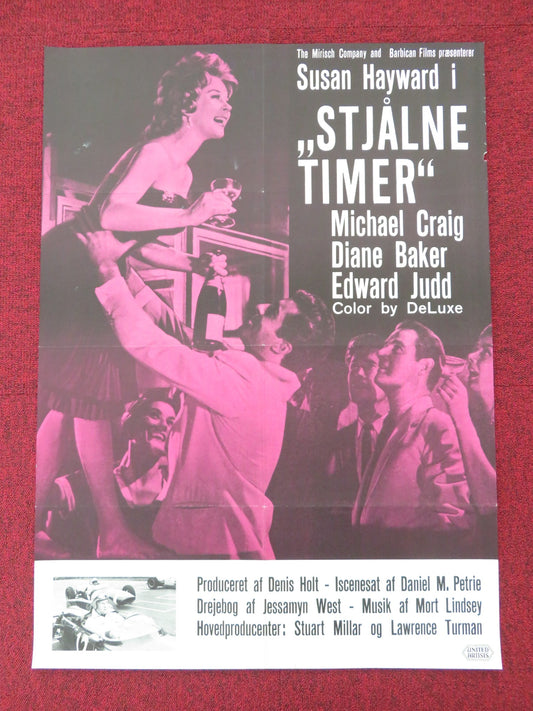 The Mirisch Company and Barbican Films præsenterer
Susan Hayward i
„STJÅLNE
TIMER“
Michael Craig
Diane Baker
Edward Judd
Color by DeLuxe
Produceret af Denis Holt - Iscenesat af Daniel M. Petrie
Drejebog af Jessamyn West - Musik af Mort Lindsey
Hovedproducenter: Stuart Millar og Lawrence Turman
UNITED
ARTISTS